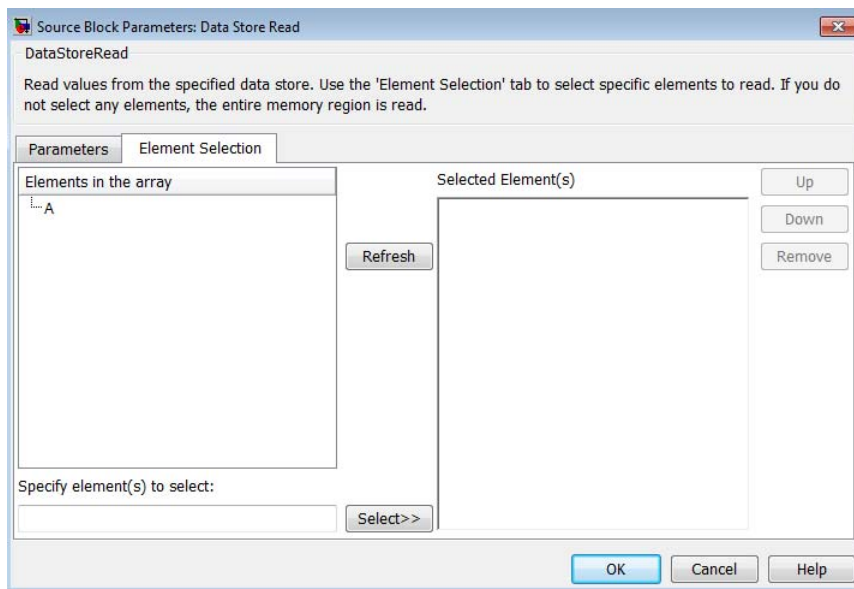 Source Block Parameters: Data Store Read
DataStoreRead
Read values from the specified data store. Use the 'Element Selection' tab to select specific elements to read. If you do
not select any elements, the entire memory region is read.
Parameters
Element Selection
Elements in the array
A
Refresh
Selected Element(s)
Up
Down
Remove
Specify element(s) to select:
Select>>
OK
Cancel
Help